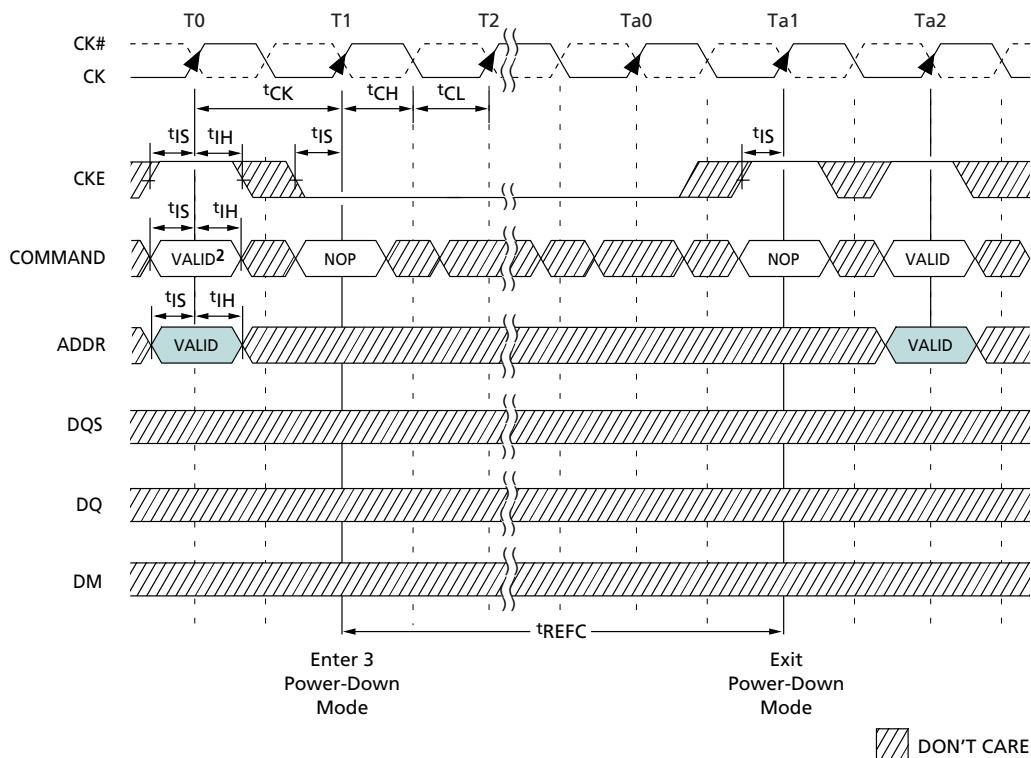 T0 T1 T2 Ta0 Ta1 Ta2
CK#
CK
tCK tCH tCL
tIS tIH tIS tIS
CKE
tIS tIH
COMMAND VALID2 NOP NOP VALID
tIS tIH
ADDR VALID VALID
DQS
DQ
DM
tREFC
Enter 3
Power-Down
Mode
Exit
Power-Down
Mode
DON'T CARE